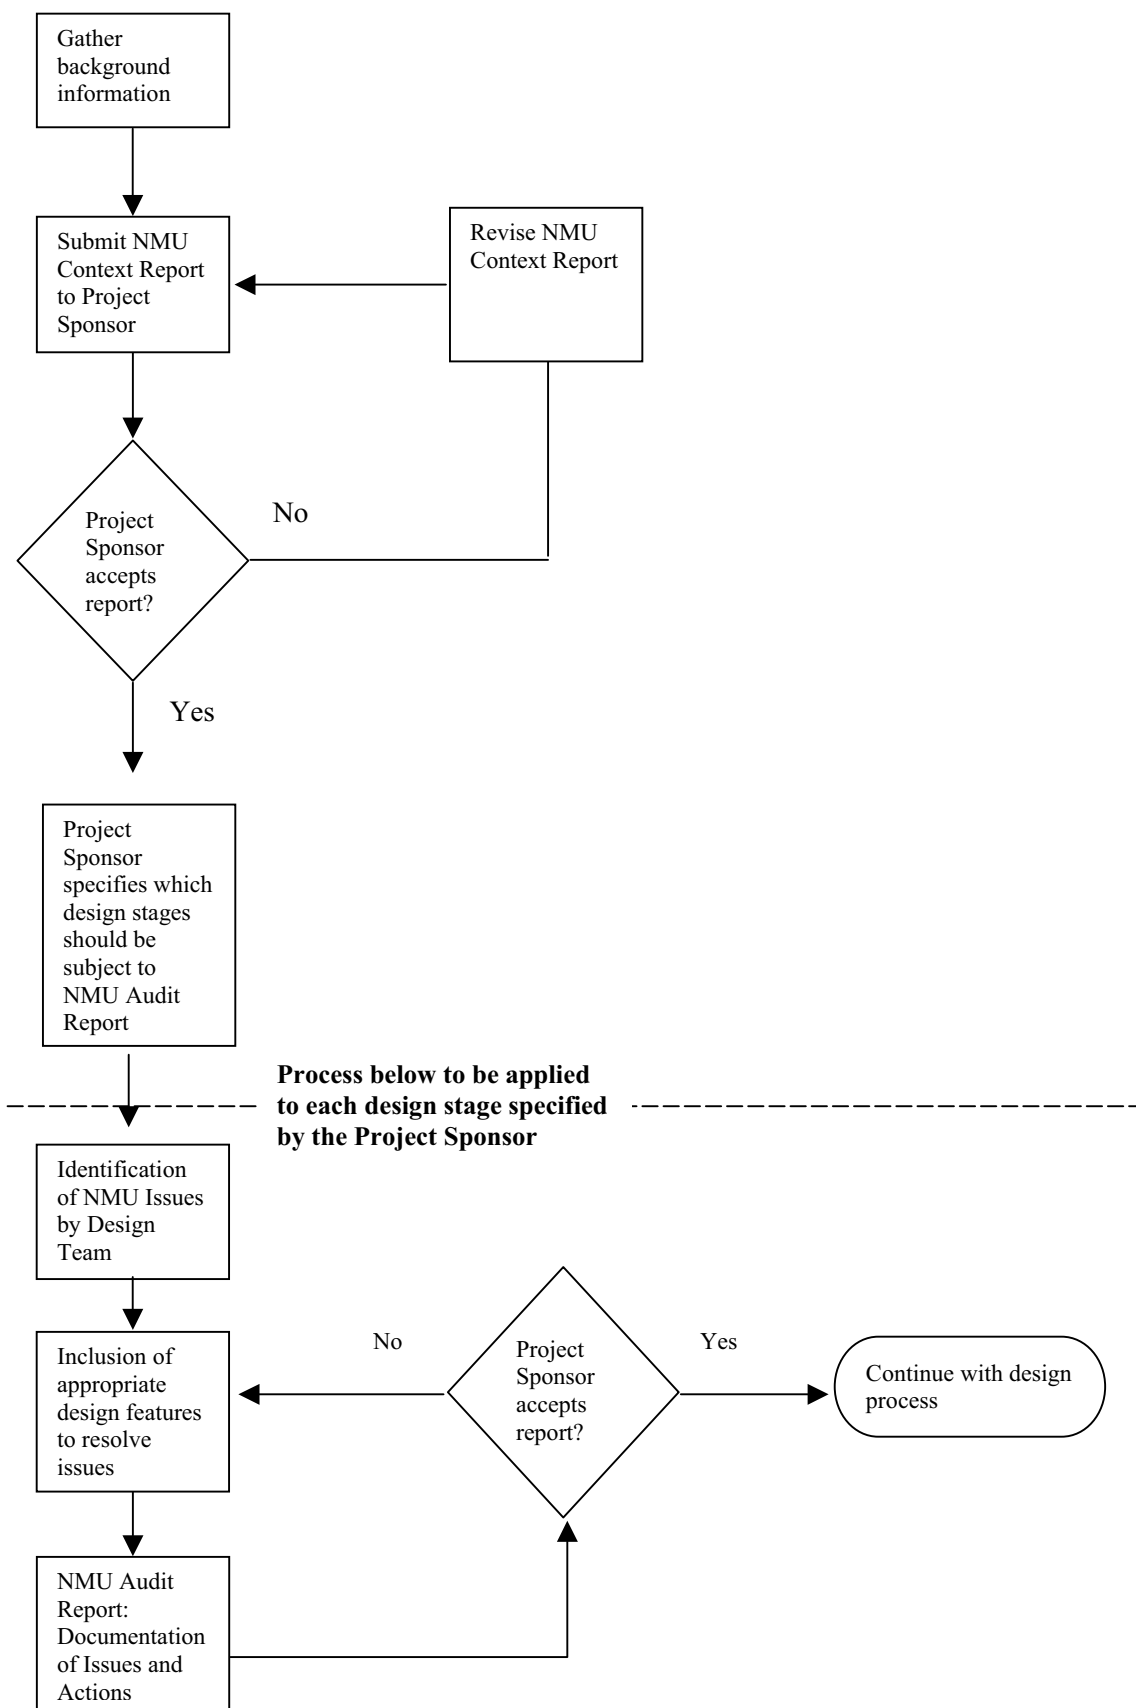 Gather
background
information
Submit NMU
Context Report
to Project
Sponsor
Revise NMU
Context Report
Project
Sponsor
accepts
report?
No
Yes
Project
Sponsor
specifies which
design stages
should be
subject to
NMU Audit
Report
Process below to be applied
to each design stage specified
by the Project Sponsor
Identification
of NMU Issues
by Design
Team
Inclusion of
appropriate
design features
to resolve
issues
NMU Audit
Report:
Documentation
of Issues and
Actions
No
Project
Sponsor
accepts
report?
Yes
Continue with design
process